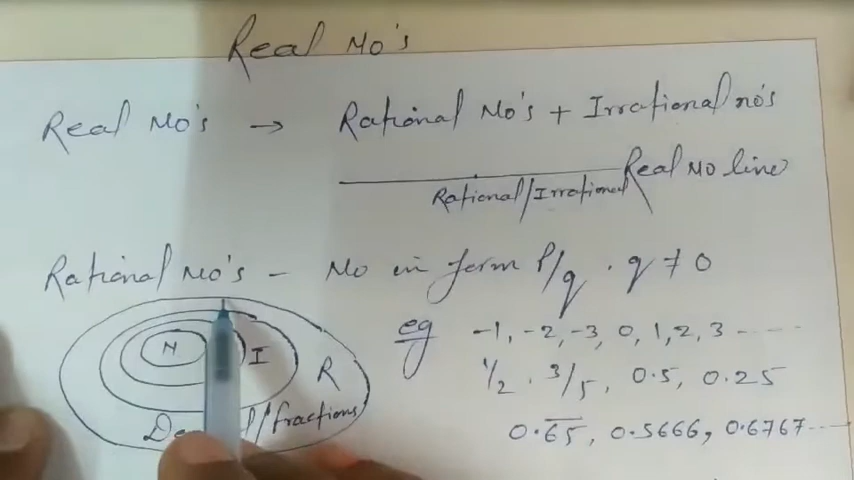 Real No's
Real No's → Rational No's + Irrational no's
Real No line
Rational/Irrational
Rational No's - No in form P/q . q ≠ 0
eg -1, -2, -3, 0, 1, 2, 3 - - - -
1/2 . 3/5, 0.5, 0.25
0.6̅5̅, 0.5666, 0.6767 - - - -
N I R
/fractions